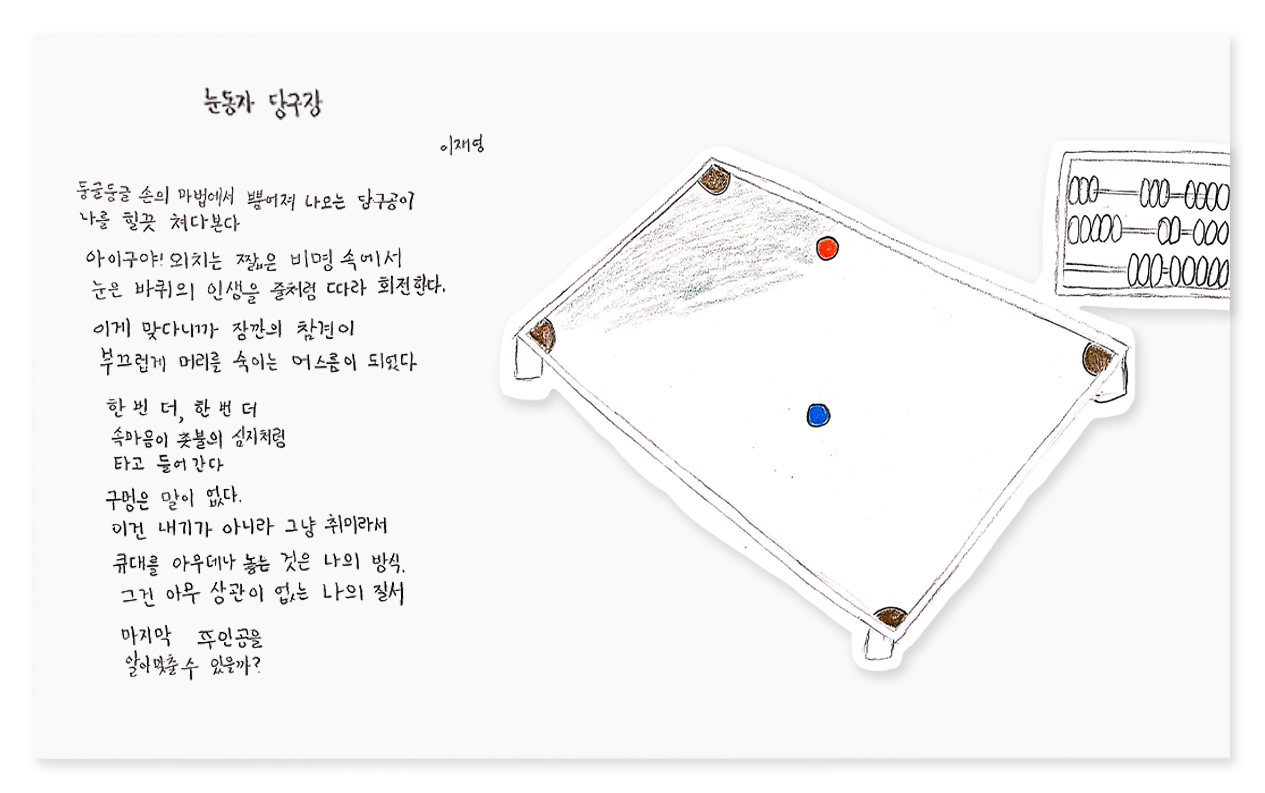 눈동자 당구장
이재영
둥글둥글 손의 마법에서 뿜어져 나오는 당구공이
나를 힐끗 쳐다본다
아이구야! 외치는 짧은 비명 속에서
눈은 바퀴의 인생을 줄처럼 따라 회전한다.
이게 맞다니까 장깐의 참견이
부끄럽게 머리를 숙이는 어스름이 되었다
한 번 더, 한 번 더
속마음이 촛불의 심지처럼
타고 들어간다
구멍은 말이 없다.
이건 내기가 아니라 그냥 취미라서
큐대를 아무데나 놓는 것은 나의 방식.
그건 아무 상관이 없는 나의 질서
마지막 주인공을
알아맞출 수 있을까?